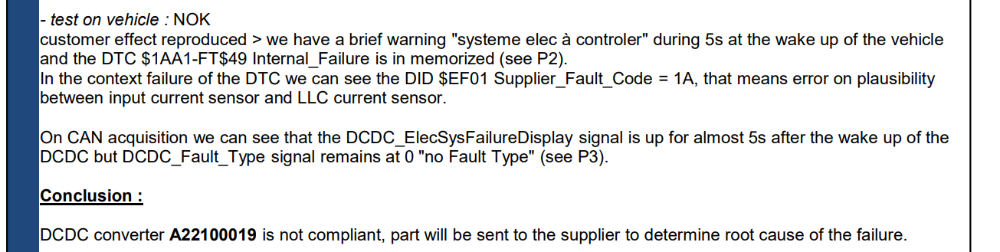 - test on vehicle : NOK
customer effect reproduced > we have a brief warning "systeme elec à controler" during 5s at the wake up of the vehicle
and the DTC $1AA1-FT$49 Internal_Failure is in memorized (see P2).
In the context failure of the DTC we can see the DID $EF01 Supplier_Fault_Code = 1A, that means error on plausibility
between input current sensor and LLC current sensor.
On CAN acquisition we can see that the DCDC_ElecSysFailureDisplay signal is up for almost 5s after the wake up of the
DCDC but DCDC_Fault_Type signal remains at 0 "no Fault Type" (see P3).
Conclusion :
DCDC converter A22100019 is not compliant, part will be sent to the supplier to determine root cause of the failure.